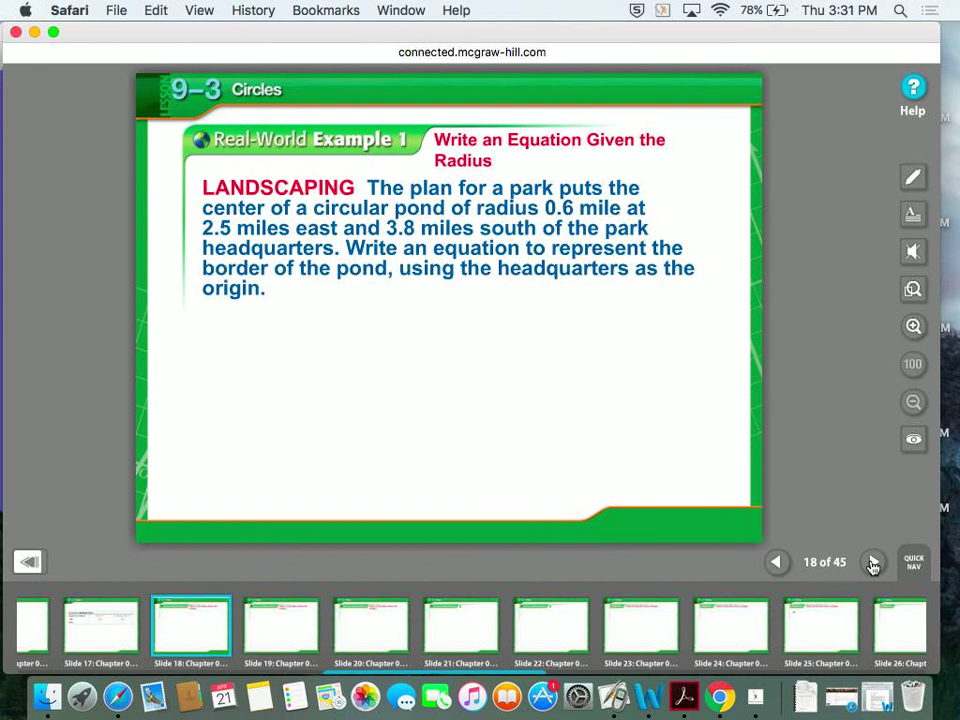 Safari File Edit View History Bookmarks Window Help 78% Thu 3:31 PM
connected.mcgraw-hill.com
LESSON 9–3 Circles
Real-World Example 1
Write an Equation Given the
Radius
LANDSCAPING The plan for a park puts the
center of a circular pond of radius 0.6 mile at
2.5 miles east and 3.8 miles south of the park
headquarters. Write an equation to represent the
border of the pond, using the headquarters as the
origin.
Help
100
18 of 45
QUICK
NAV
pter 0... Slide 17: Chapter 0... Slide 18: Chapter 0... Slide 19: Chapter 0... Slide 20: Chapter 0... Slide 21: Chapter 0... Slide 22: Chapter 0... Slide 23: Chapter 0... Slide 24: Chapter 0... Slide 25: Chapter 0... Slide 26: Chapt
APR
21
1